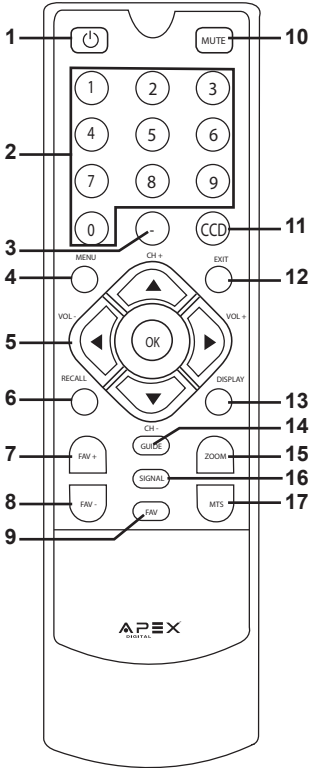 1 MUTE 10
1 2 3
4 5 6
2
7 8 9
0 - CCD 11
3
MENU CH + EXIT
4 12
VOL - VOL +
5 OK
RECALL DISPLAY
6 13
CH - 14
7 FAV + GUIDE ZOOM 15
SIGNAL 16
8 FAV - MTS 17
9 FAV
APEX
DIGITAL